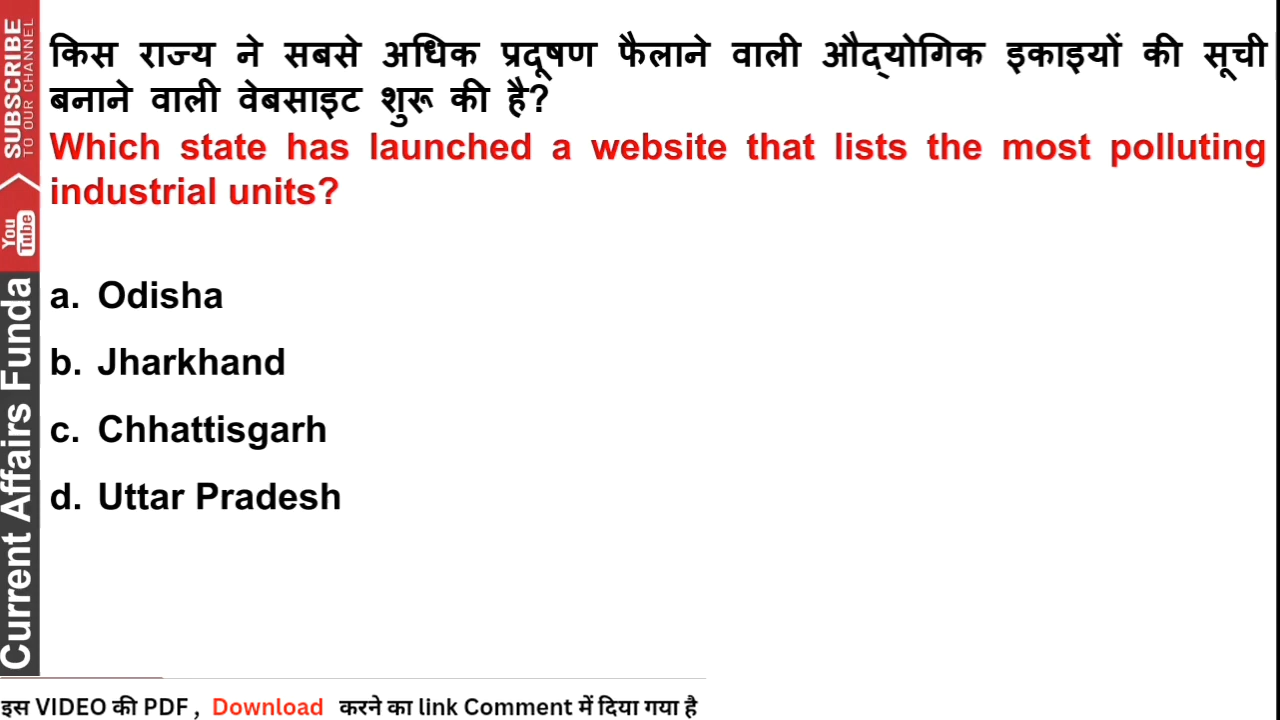 किस राज्य ने सबसे अधिक प्रदूषण फैलाने वाली औद्योगिक इकाइयों की सूची
बनाने वाली वेबसाइट शुरू की है?
Which state has launched a website that lists the most polluting
industrial units?
a. Odisha
b. Jharkhand
c. Chhattisgarh
d. Uttar Pradesh
SUBSCRIBE
TO OUR CHANNEL
You
Tube
Current Affairs Funda
इस VIDEO की PDF , Download करने का link Comment में दिया गया है